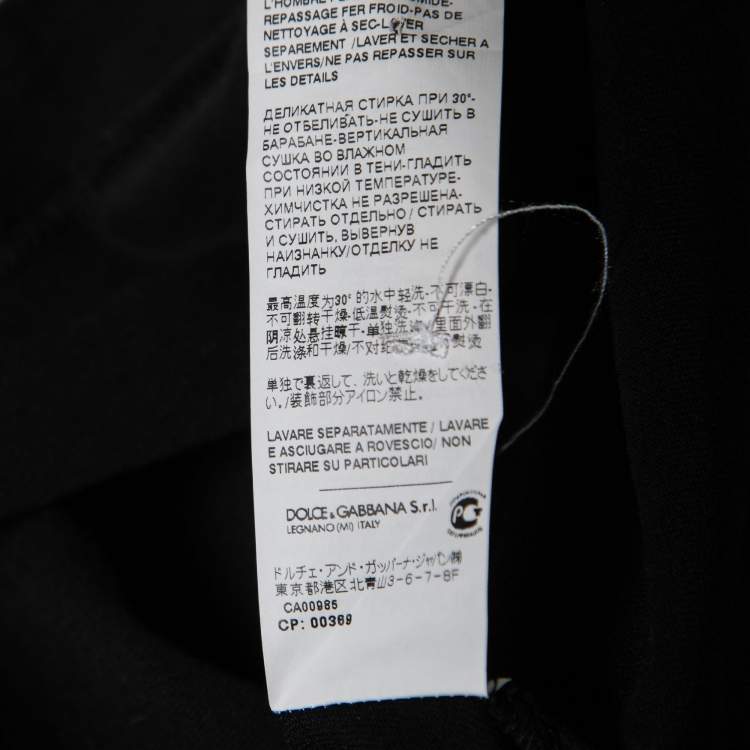 REPASSAGE FER FROID-PAS DE
NETTOYAGE À SEC-LAVER
SEPAREMENT /LAVER ET SECHER A
L'ENVERS/NE PAS REPASSER SUR
LES DETAILS
ДЕЛИКАТНАЯ СТИРКА ПРИ 30°-
НЕ ОТБЕЛИВАТЬ-НЕ СУШИТЬ В
БАРАБАНЕ-ВЕРТИКАЛЬНАЯ
СУШКА ВО ВЛАЖНОМ
СОСТОЯНИИ В ТЕНИ-ГЛАДИТЬ
ПРИ НИЗКОЙ ТЕМПЕРАТУРЕ-
ХИМЧИСТКА НЕ РАЗРЕШЕНА-
СТИРАТЬ ОТДЕЛЬНО / СТИРАТЬ
И СУШИТЬ, ВЫВЕРНУВ
НАИЗНАНКУ/ОТДЕЛКУ НЕ
ГЛАДИТЬ
最高温度为30° 的水中轻洗-不可漂白-
不可翻转干燥-低温熨烫-不可干洗-在
阴凉处悬挂晾干-单独洗涤 里面外翻
后洗涤和干燥/不对 熨烫
単独で裏返して、洗いと乾燥をしてくださ
い。/装飾部分アイロン禁止。
LAVARE SEPARATAMENTE / LAVARE
E ASCIUGARE A ROVESCIO/ NON
STIRARE SU PARTICOLARI
DOLCE & GABBANA S.r.l.
LEGNANO (MI) ITALY
ドルチェ・アンド・ガッバーナ・ジャパン㈱
東京都港区北青山3-6-7-8F
CA00985
CP: 00369